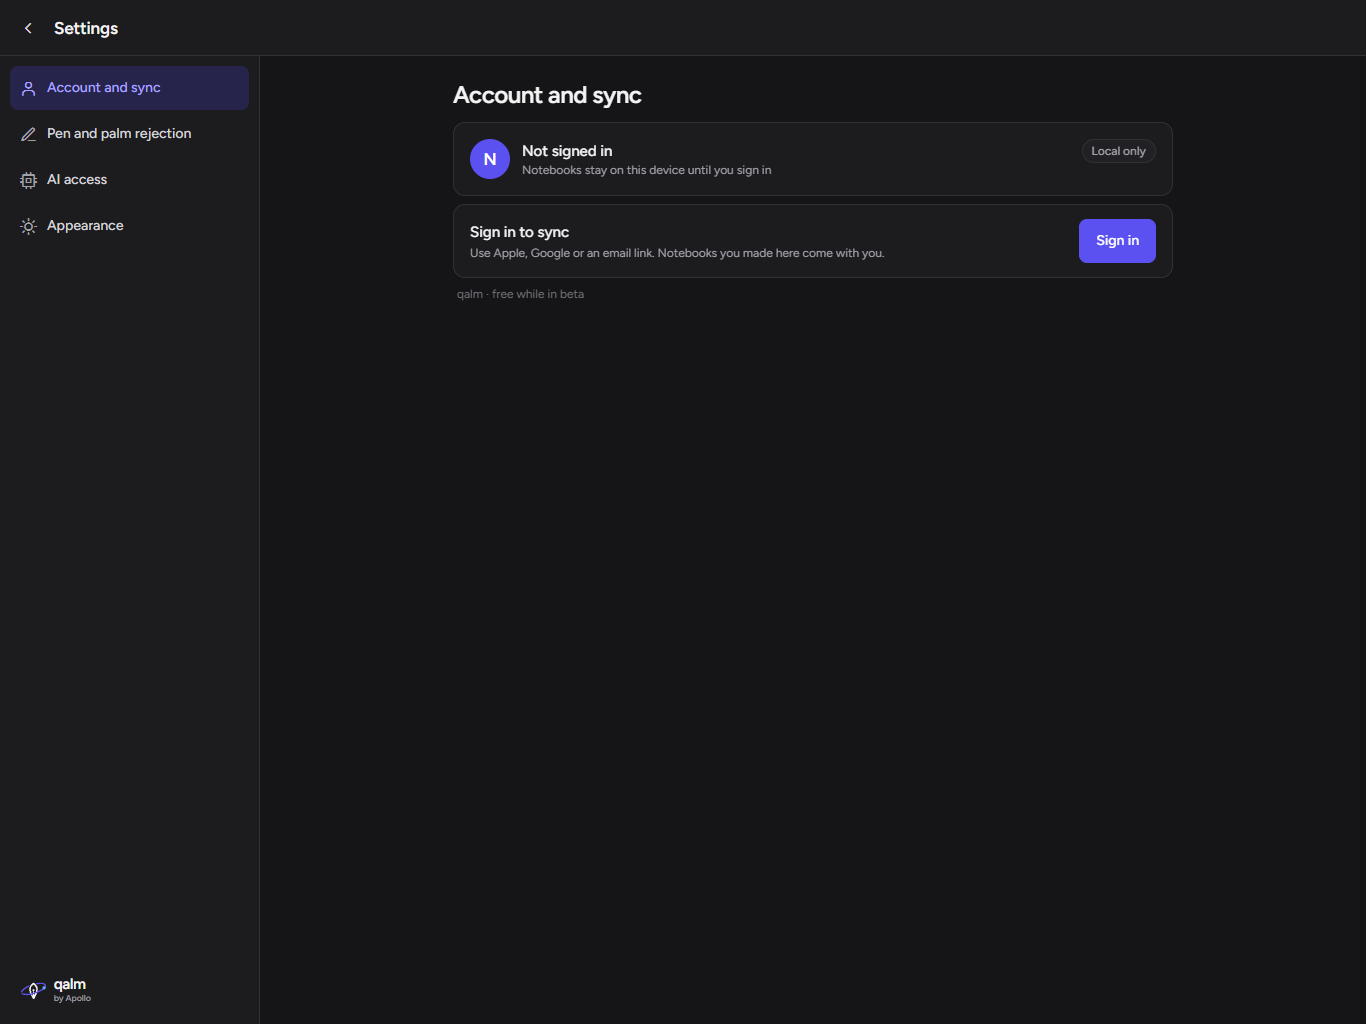 Settings
Account and sync
Pen and palm rejection
AI access
Appearance
Account and sync
N
Not signed in
Notebooks stay on this device until you sign in
Local only
Sign in to sync
Use Apple, Google or an email link. Notebooks you made here come with you.
Sign in
qalm · free while in beta
qalm
by Apollo